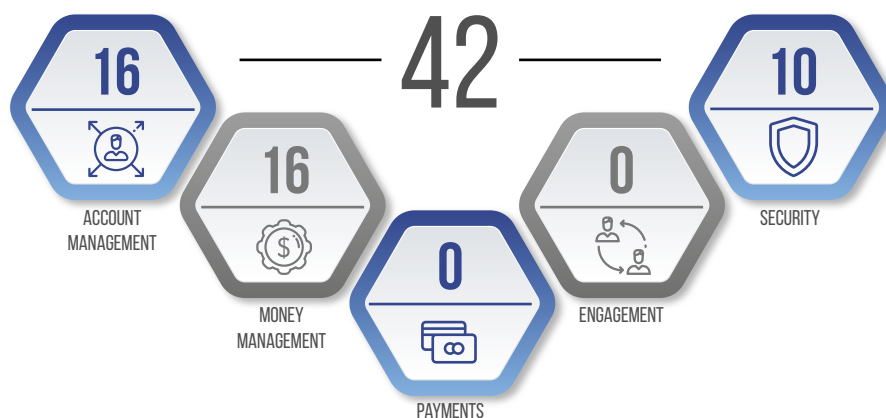 42
16
ACCOUNT
MANAGEMENT
16
$
MONEY
MANAGEMENT
0
PAYMENTS
0
ENGAGEMENT
10
SECURITY